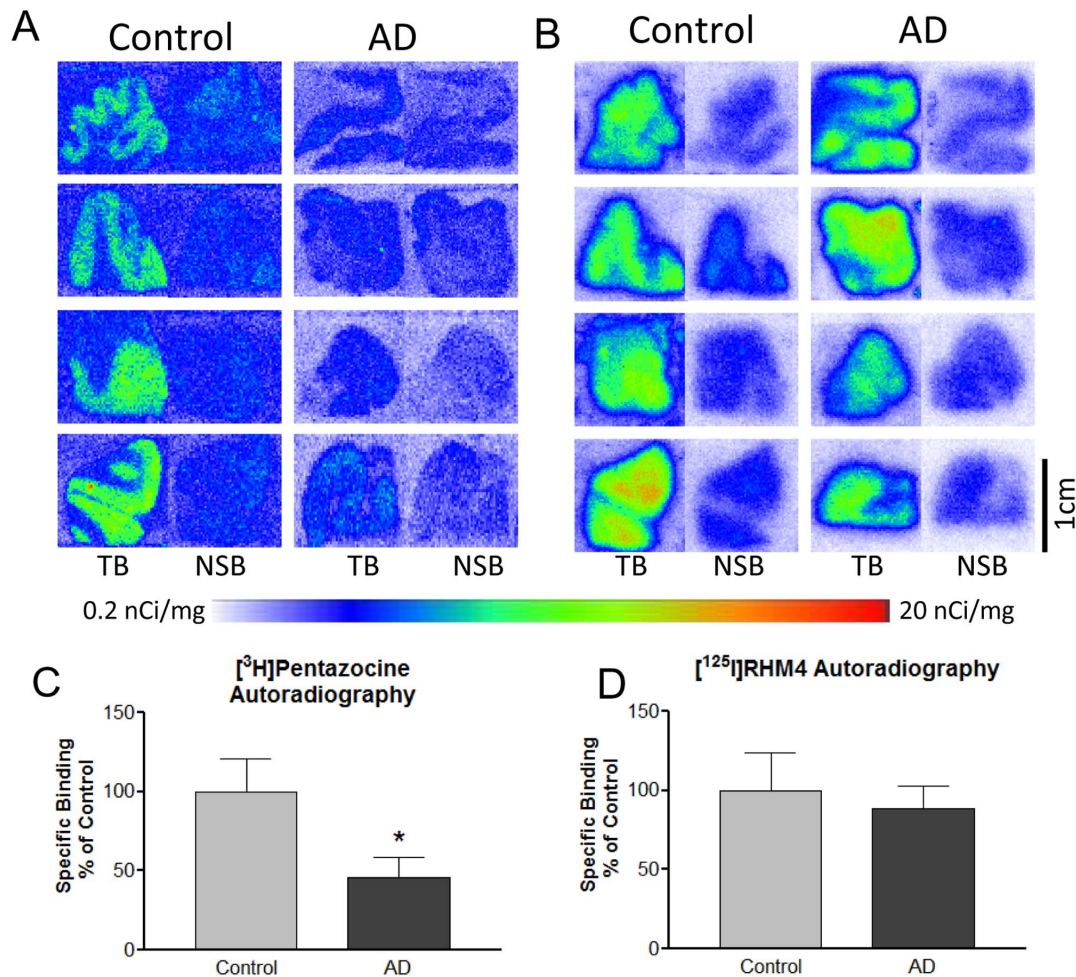 A
Control
AD
B
Control
AD
TB
NSB
TB
NSB
TB
NSB
TB
NSB
1cm
0.2 nCi/mg
20 nCi/mg
C
[³H]Pentazocine
Autoradiography
Specific Binding
% of Control
150
100
50
0
*
Control
AD
D
[¹²⁵I]RHM4 Autoradiography
Specific Binding
% of Control
150
100
50
0
Control
AD